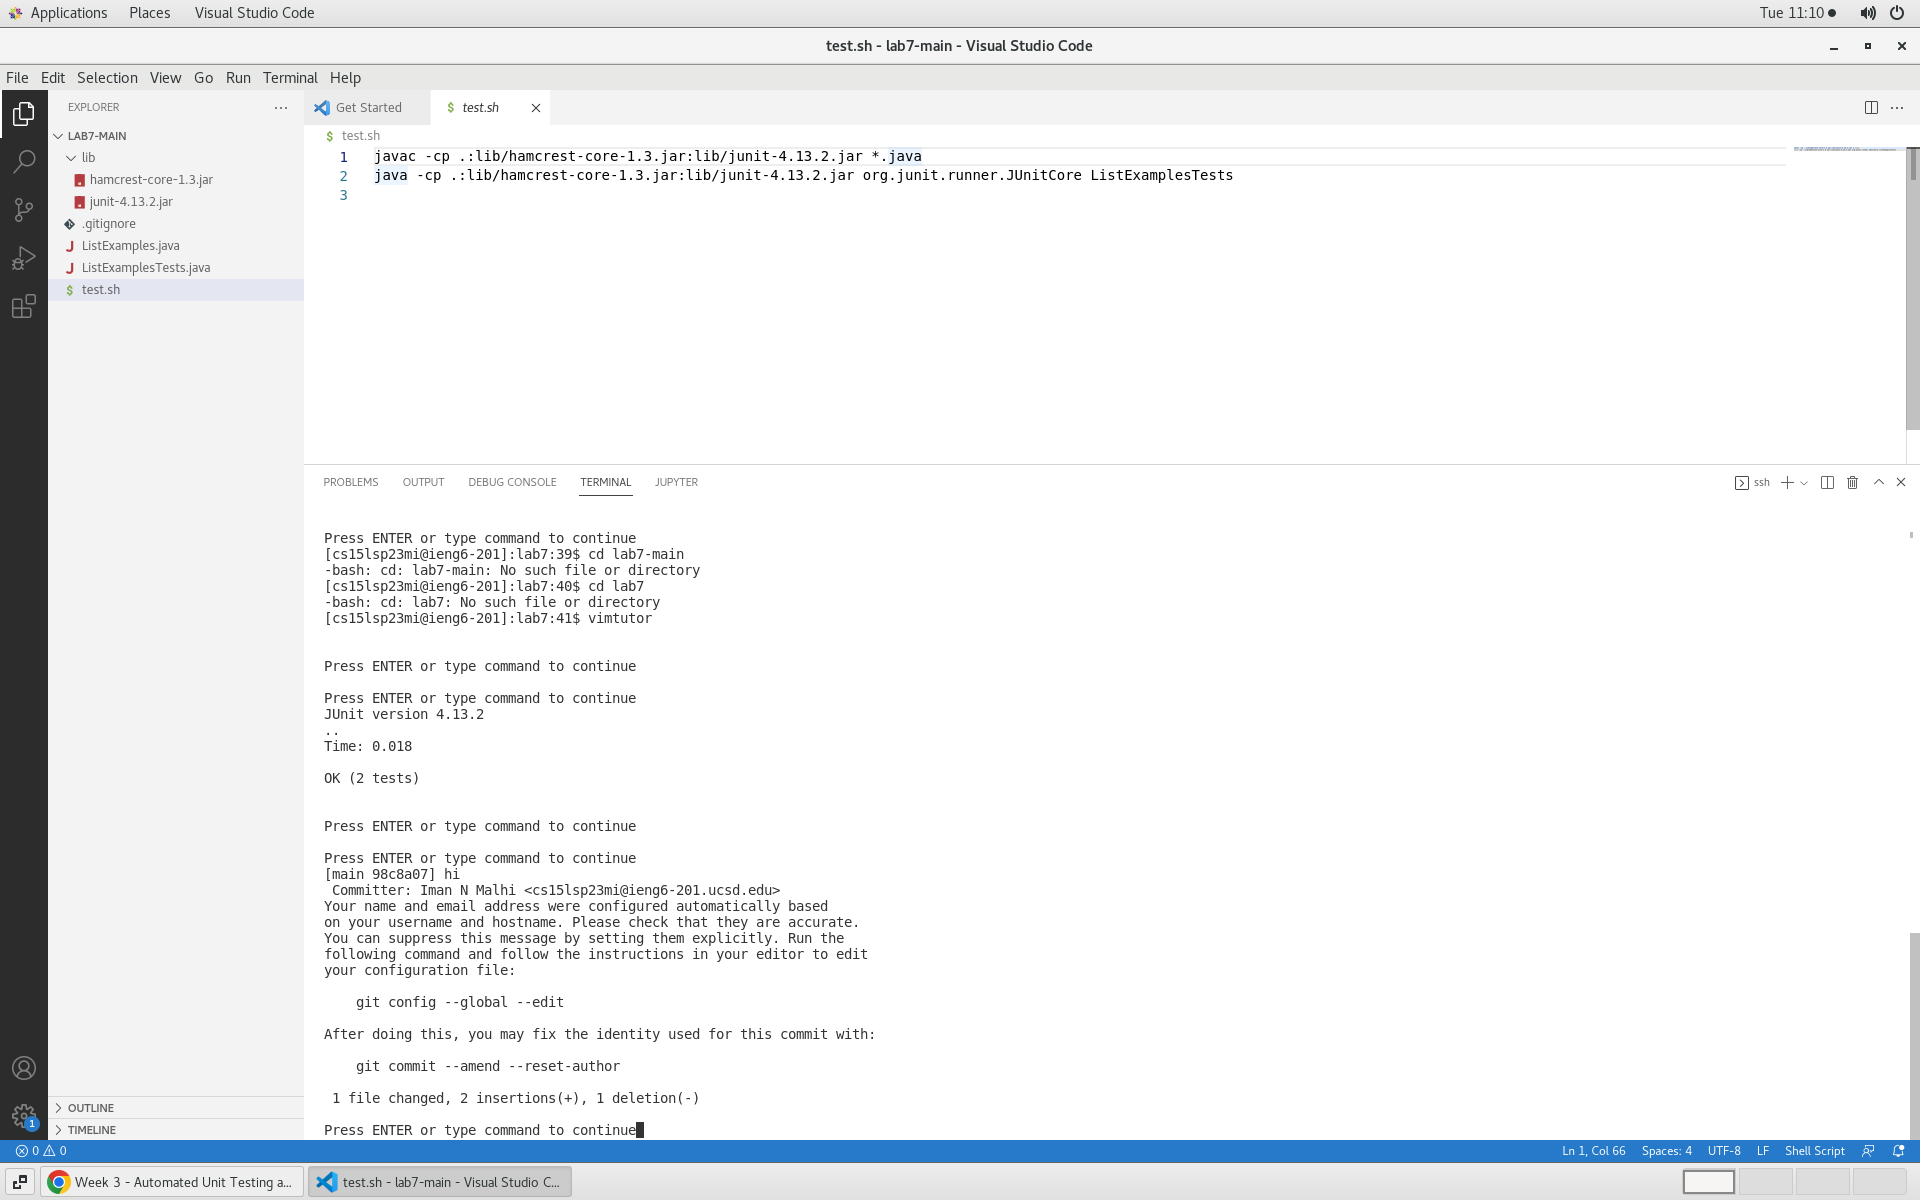 Applications Places Visual Studio Code Tue 11:10
test.sh - lab7-main - Visual Studio Code
File Edit Selection View Go Run Terminal Help
EXPLORER
LAB7-MAIN
lib
hamcrest-core-1.3.jar
junit-4.13.2.jar
.gitignore
J ListExamples.java
J ListExamplesTests.java
$ test.sh
OUTLINE
TIMELINE
1
Get Started
$ test.sh
$ test.sh
1 javac -cp .:lib/hamcrest-core-1.3.jar:lib/junit-4.13.2.jar *.java
2 java -cp .:lib/hamcrest-core-1.3.jar:lib/junit-4.13.2.jar org.junit.runner.JUnitCore ListExamplesTests
3
PROBLEMS OUTPUT DEBUG CONSOLE TERMINAL JUPYTER
ssh
Press ENTER or type command to continue
[cs15lsp23mi@ieng6-201]:lab7:39$ cd lab7-main
-bash: cd: lab7-main: No such file or directory
[cs15lsp23mi@ieng6-201]:lab7:40$ cd lab7
-bash: cd: lab7: No such file or directory
[cs15lsp23mi@ieng6-201]:lab7:41$ vimtutor
Press ENTER or type command to continue
Press ENTER or type command to continue
JUnit version 4.13.2
..
Time: 0.018
OK (2 tests)
Press ENTER or type command to continue
Press ENTER or type command to continue
[main 98c8a07] hi
Committer: Iman N Malhi <cs15lsp23mi@ieng6-201.ucsd.edu>
Your name and email address were configured automatically based
on your username and hostname. Please check that they are accurate.
You can suppress this message by setting them explicitly. Run the
following command and follow the instructions in your editor to edit
your configuration file:
git config --global --edit
After doing this, you may fix the identity used for this commit with:
git commit --amend --reset-author
1 file changed, 2 insertions(+), 1 deletion(-)
Press ENTER or type command to continue
0 0
Ln 1, Col 66 Spaces: 4 UTF-8 LF Shell Script
Week 3 - Automated Unit Testing a...
test.sh - lab7-main - Visual Studio C...